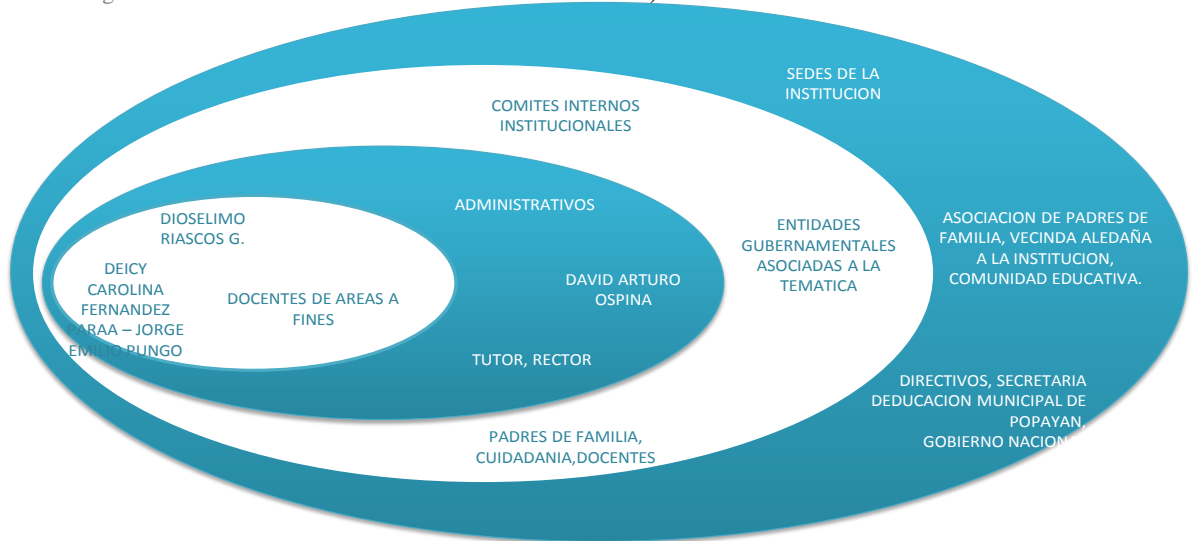 SEDES DE LA
INSTITUCION
COMITES INTERNOS
INSTITUCIONALES
ADMINISTRATIVOS
DIOSELIMO
RIASCOS G.
ENTIDADES
GUBERNAMENTALES
ASOCIADAS A LA
TEMATICA
ASOCIACION DE PADRES DE
FAMILIA, VECINDA ALEDAÑA
A LA INSTITUCION,
COMUNIDAD EDUCATIVA.
DEICY
CAROLINA
FERNANDEZ
PARAA – JORGE
EMILIO PUNGO
DOCENTES DE AREAS A
FINES
DAVID ARTURO
OSPINA
TUTOR, RECTOR
DIRECTIVOS, SECRETARIA
DEDUCACION MUNICIPAL DE
POPAYAN,
GOBIERNO
PADRES DE FAMILIA,
CUIDADANIA,DOCENTES